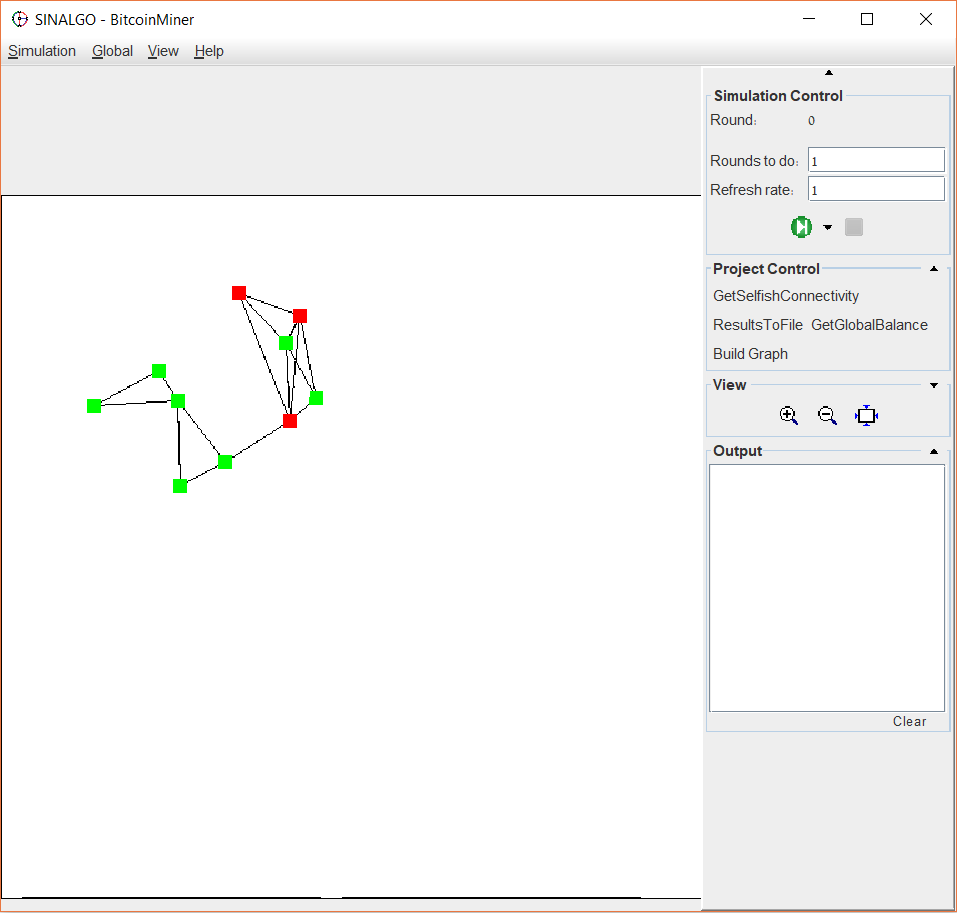 SINALGO - BitcoinMiner
Simulation Global View Help
Simulation Control
Round: 0
Rounds to do: 1
Refresh rate: 1
Project Control
GetSelfishConnectivity
ResultsToFile GetGlobalBalance
Build Graph
View
Output
Clear